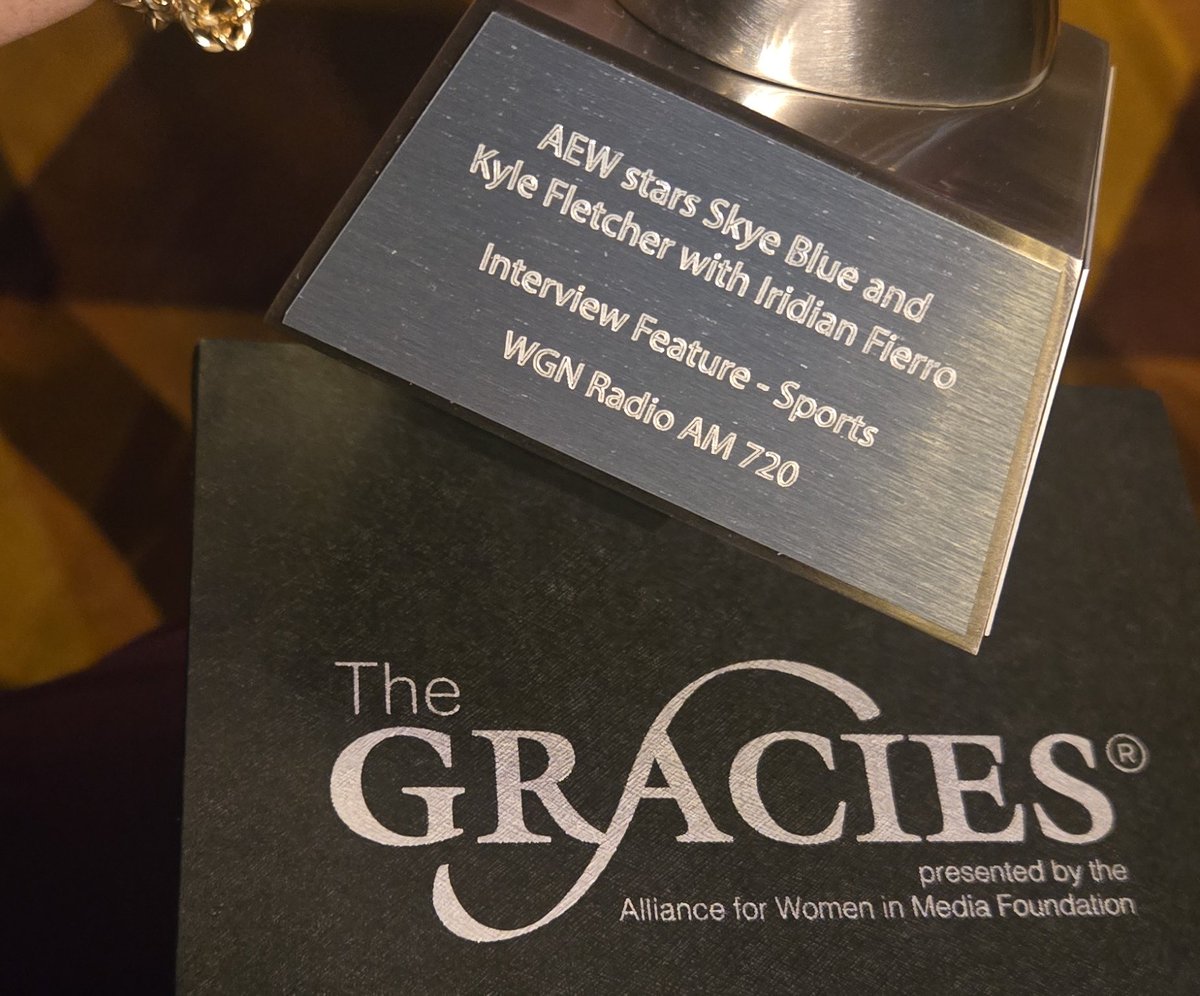 AEW stars Skye Blue and
Kyle Fletcher with Iridian Fierro
Interview Feature - Sports
WGN Radio AM 720
The
GRACIES®
presented by the
Alliance for Women in Media Foundation